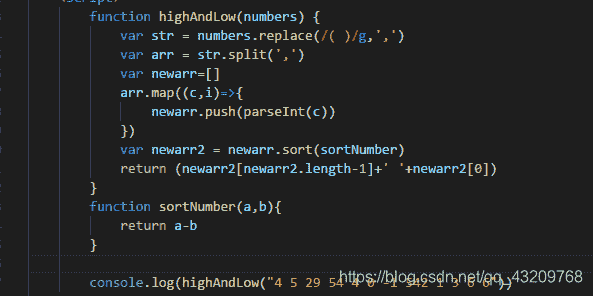 <script>
function highAndLow(numbers) {
var str = numbers.replace(/( )/g,',')
var arr = str.split(',')
var newarr=[]
arr.map((c,i)=>{
newarr.push(parseInt(c))
})
var newarr2 = newarr.sort(sortNumber)
return (newarr2[newarr2.length-1]+' '+newarr2[0])
}
function sortNumber(a,b){
return a-b
}
console.log(highAndLow("4 5 29 54 4 0 -1 542 1 3 6 6"))
https://blog.csdn.net/qq_43209768